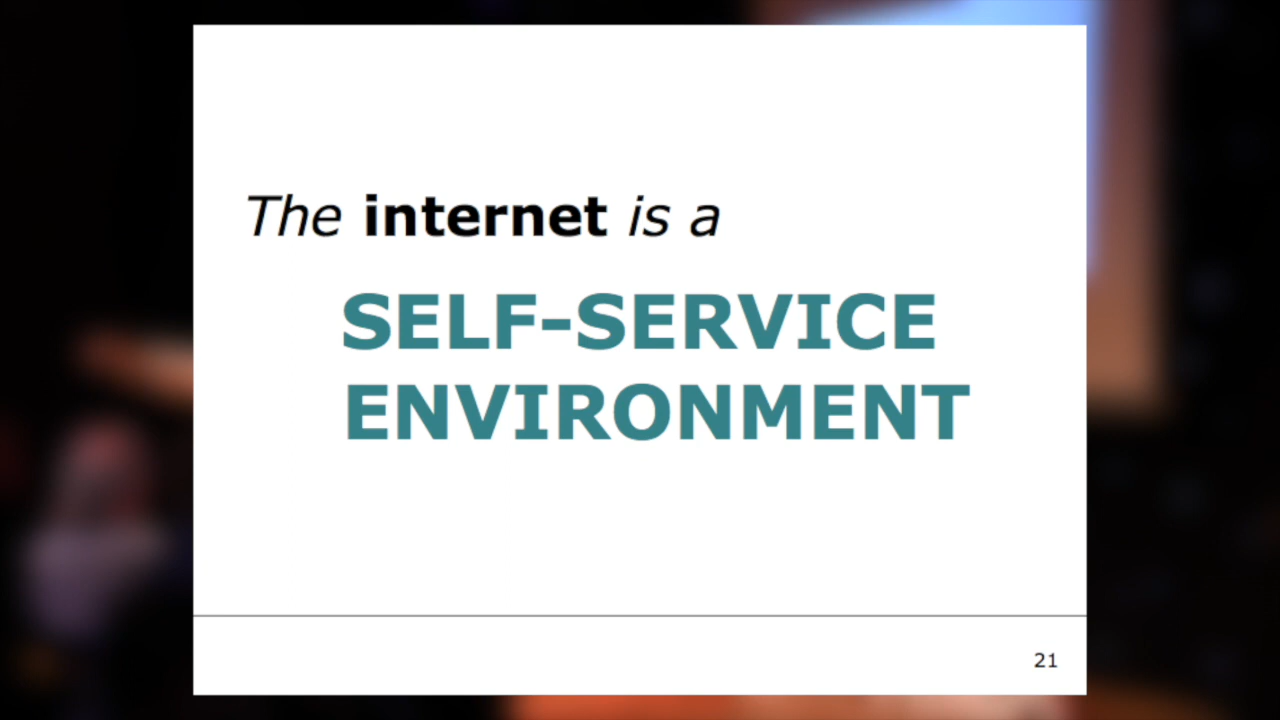 The internet is a
SELF-SERVICE
ENVIRONMENT
21